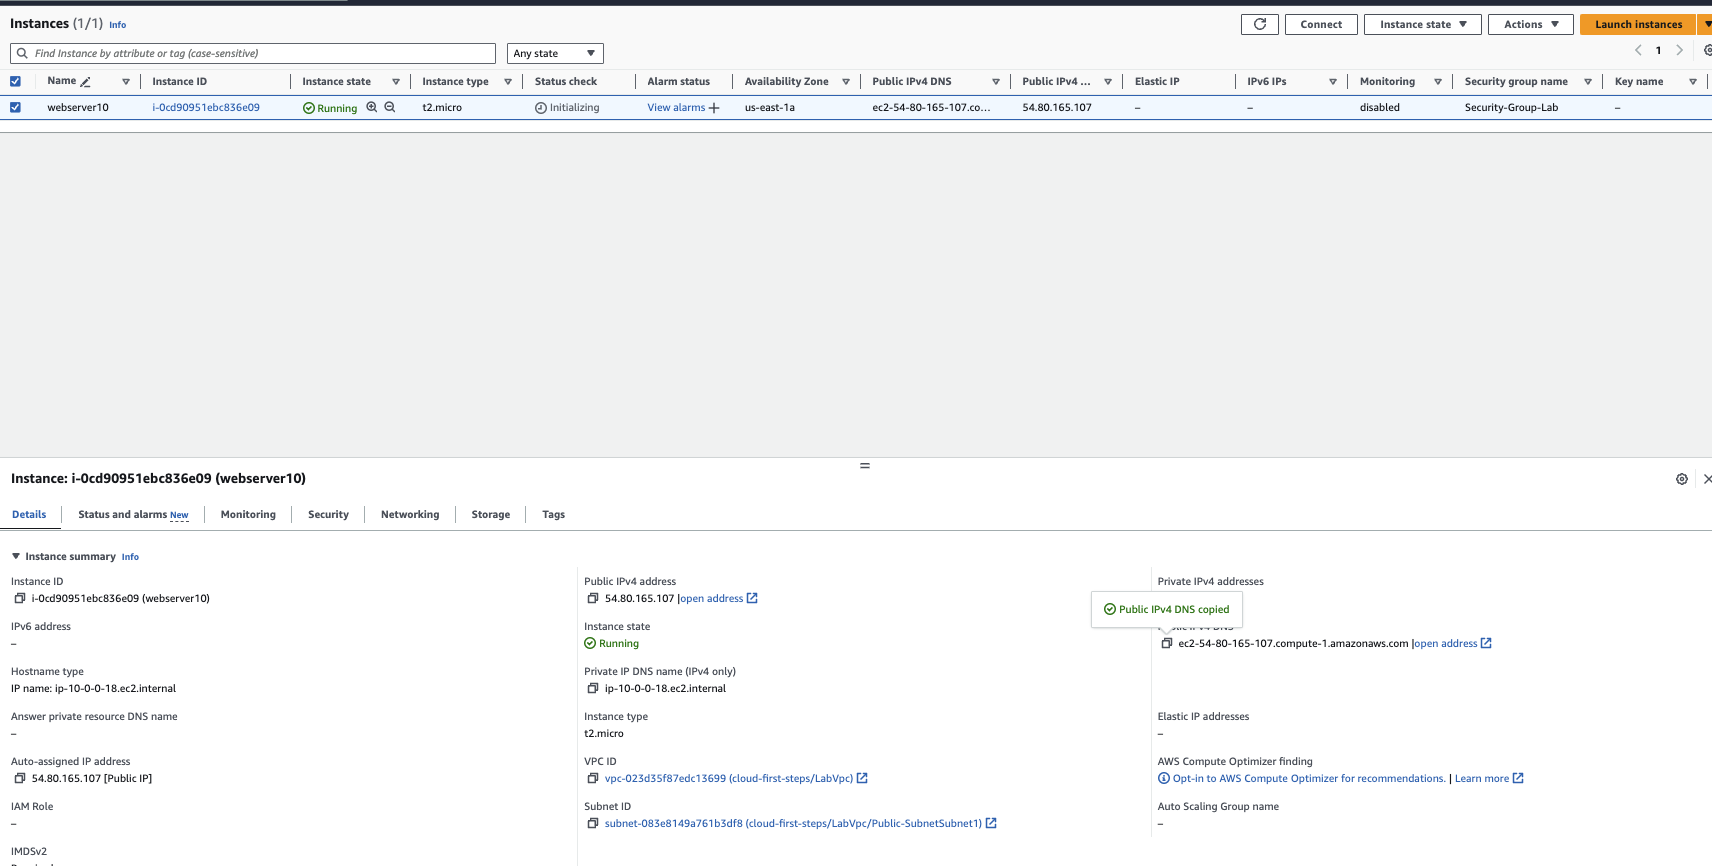 Instances (1/1) Info
Connect Instance state Actions Launch instances
Find Instance by attribute or tag (case-sensitive) Any state 1
Name Instance ID Instance state Instance type Status check Alarm status Availability Zone Public IPv4 DNS Public IPv4 ... Elastic IP IPv6 IPs Monitoring Security group name Key name
webserver10 i-0cd90951ebc836e09 Running t2.micro Initializing View alarms + us-east-1a ec2-54-80-165-107.co... 54.80.165.107 – – disabled Security-Group-Lab –
Instance: i-0cd90951ebc836e09 (webserver10)
Details Status and alarms New Monitoring Security Networking Storage Tags
Instance summary Info
Instance ID
i-0cd90951ebc836e09 (webserver10)
IPv6 address
–
Hostname type
IP name: ip-10-0-0-18.ec2.internal
Answer private resource DNS name
–
Auto-assigned IP address
54.80.165.107 [Public IP]
IAM Role
–
IMDSv2
Public IPv4 address
54.80.165.107 |open address
Instance state
Running
Private IP DNS name (IPv4 only)
ip-10-0-0-18.ec2.internal
Instance type
t2.micro
VPC ID
vpc-023d35f87edc13699 (cloud-first-steps/LabVpc)
Subnet ID
subnet-083e8149a761b3df8 (cloud-first-steps/LabVpc/Public-SubnetSubnet1)
Private IPv4 addresses
Public IPv4 DNS copied
Public IPv4 DNS
ec2-54-80-165-107.compute-1.amazonaws.com |open address
Elastic IP addresses
–
AWS Compute Optimizer finding
Opt-in to AWS Compute Optimizer for recommendations. | Learn more
Auto Scaling Group name
–